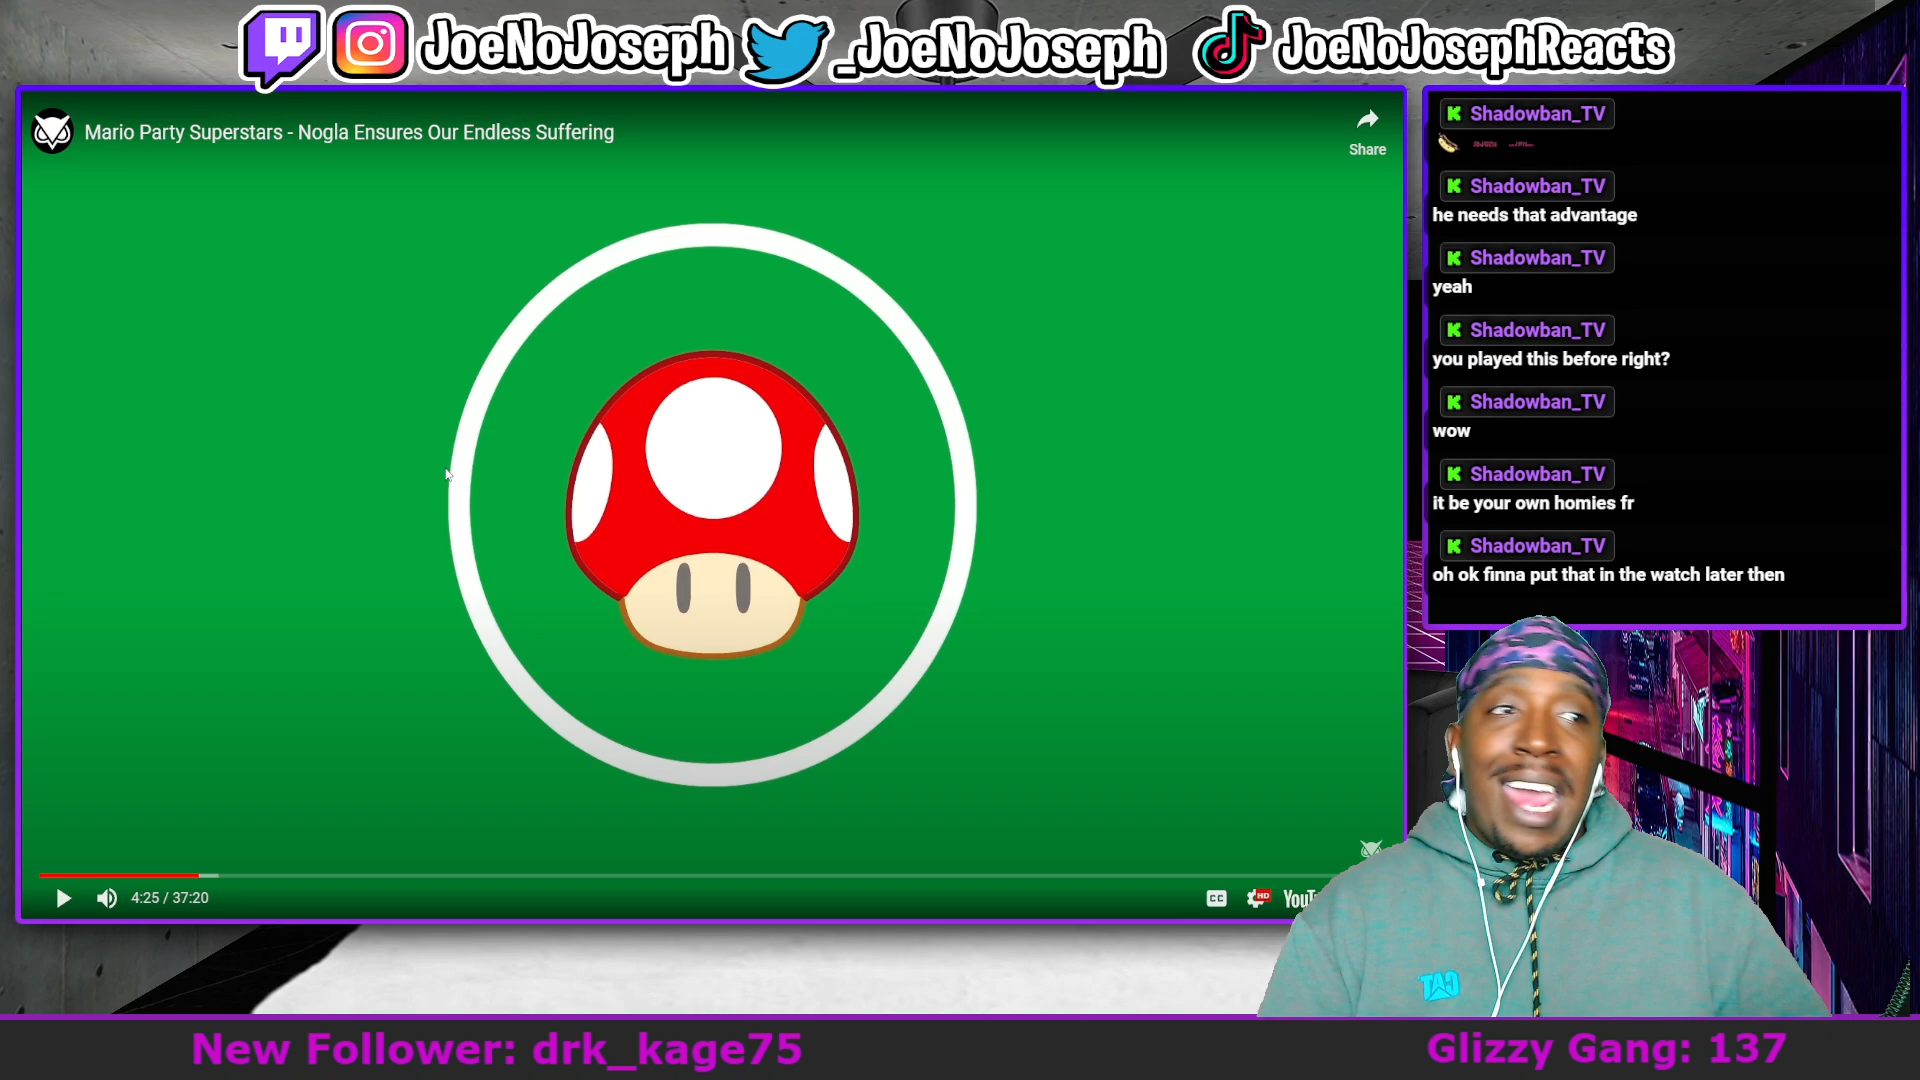 JoeNoJoseph
_JoeNoJoseph
JoeNoJosephReacts
Mario Party Superstars - Nogla Ensures Our Endless Suffering
Share
4:25 / 37:20
CC
HD
Shadowban_TV
Shadowban_TV
he needs that advantage
Shadowban_TV
yeah
Shadowban_TV
you played this before right?
Shadowban_TV
wow
Shadowban_TV
it be your own homies fr
Shadowban_TV
oh ok finna put that in the watch later then
New Follower: drk_kage75
Glizzy Gang: 137